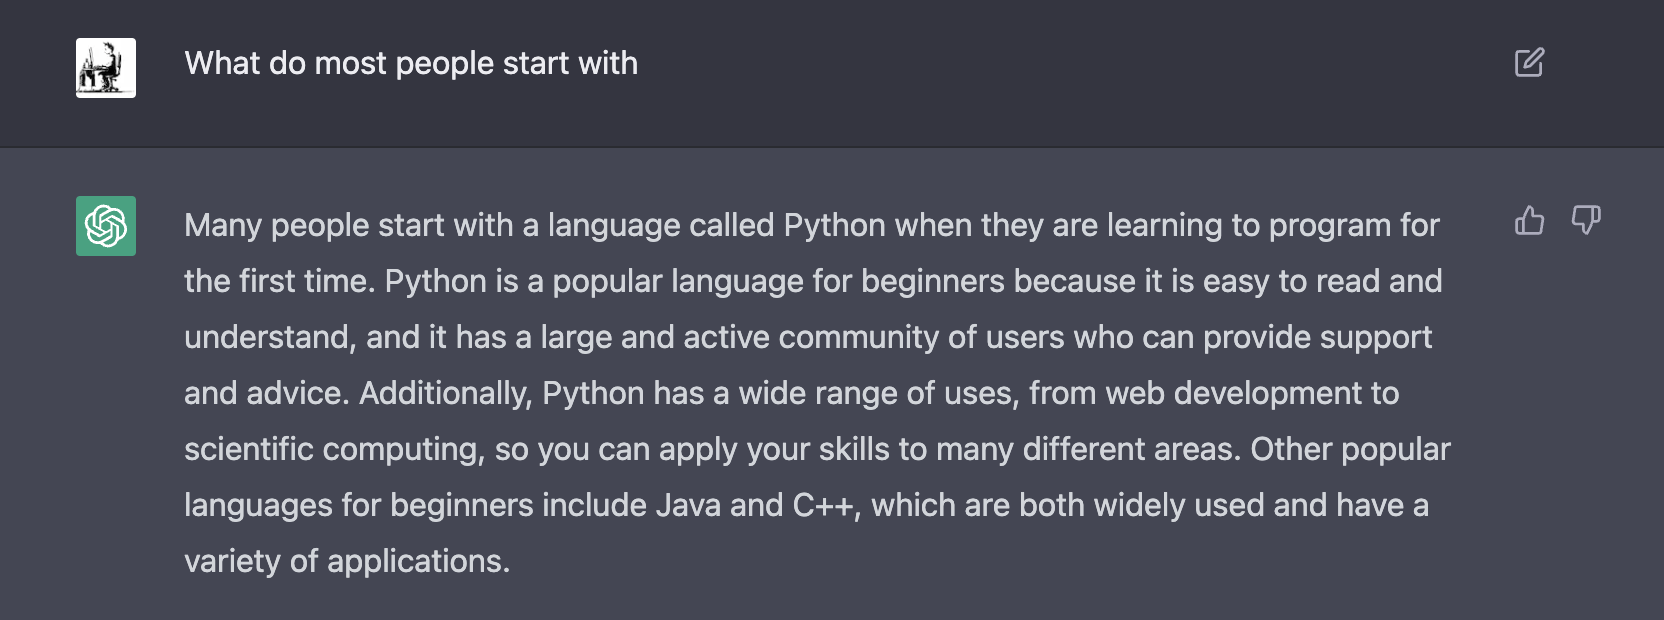 What do most people start with
Many people start with a language called Python when they are learning to program for
the first time. Python is a popular language for beginners because it is easy to read and
understand, and it has a large and active community of users who can provide support
and advice. Additionally, Python has a wide range of uses, from web development to
scientific computing, so you can apply your skills to many different areas. Other popular
languages for beginners include Java and C++, which are both widely used and have a
variety of applications.